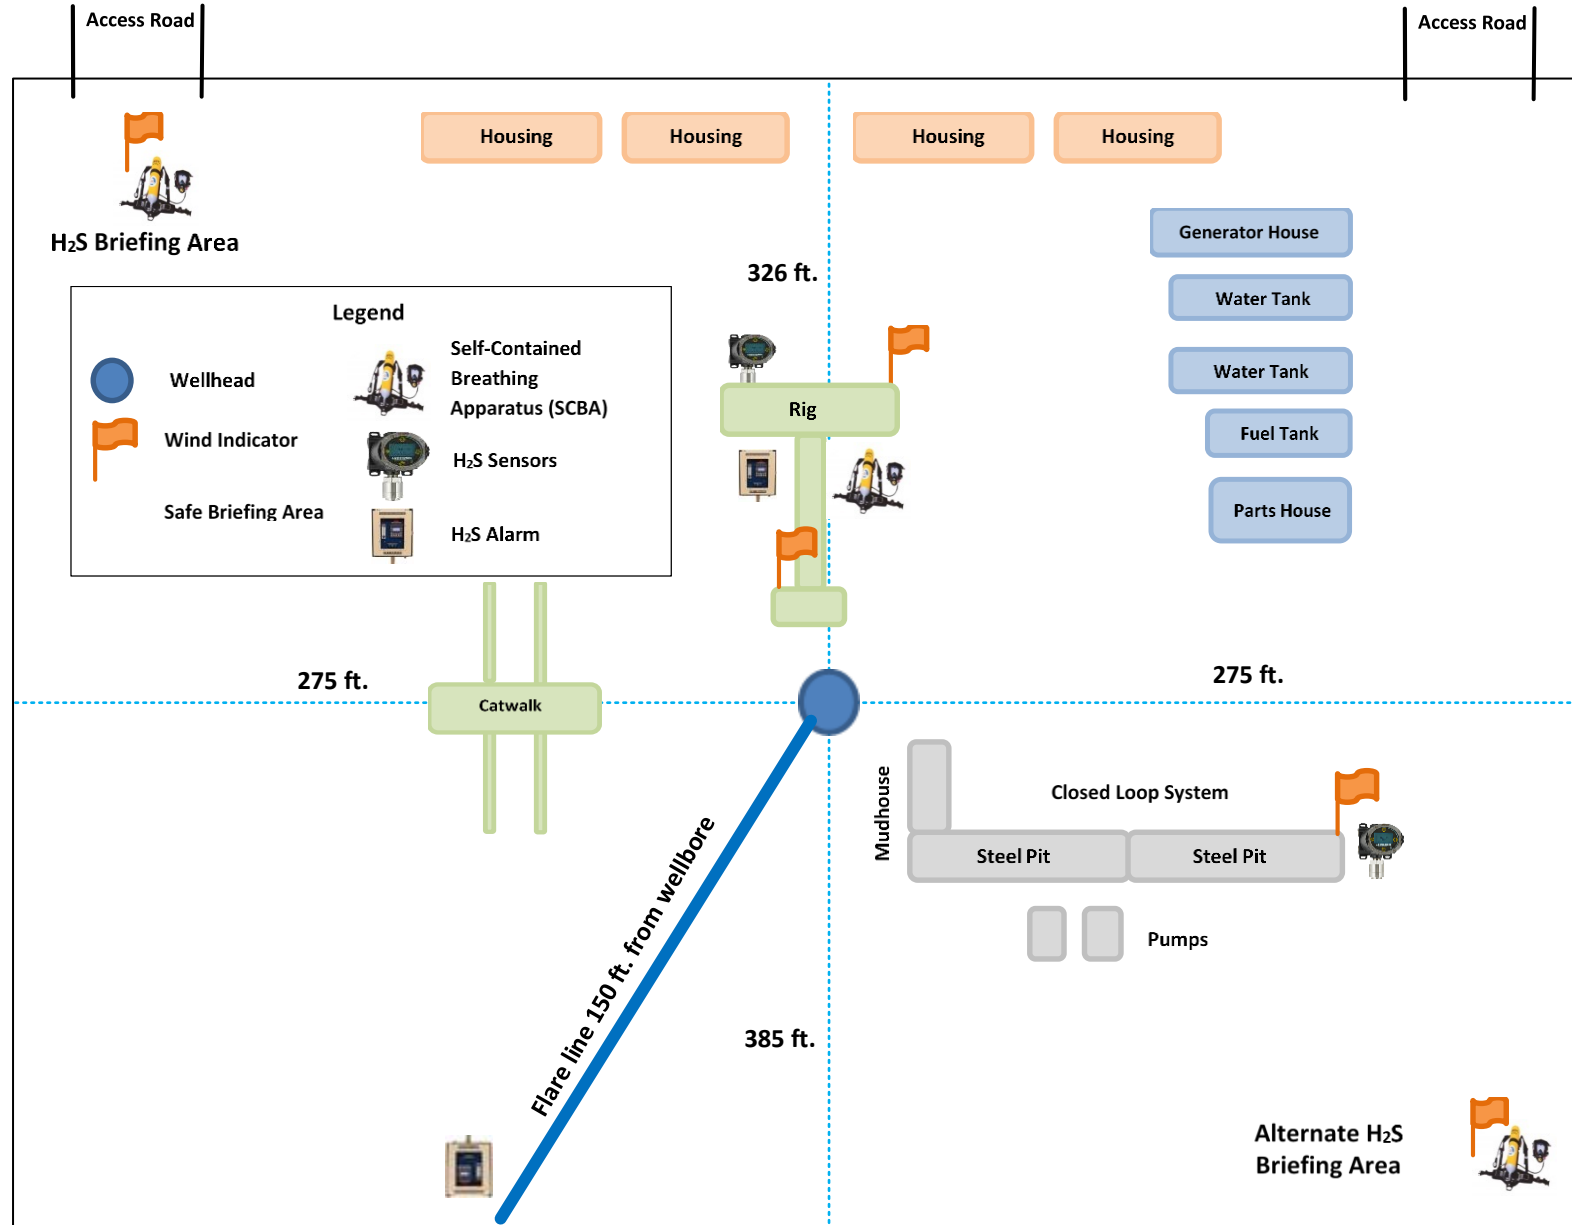 Access Road
Access Road
Housing
Housing
Housing
Housing
H₂S Briefing Area
Generator House
326 ft.
Water Tank
Legend
Wellhead
Self-Contained
Breathing
Apparatus (SCBA)
Wind Indicator
H₂S Sensors
Safe Briefing Area
H₂S Alarm
Water Tank
Rig
Fuel Tank
Parts House
275 ft.
275 ft.
Catwalk
Mudhouse
Closed Loop System
Steel Pit
Steel Pit
Pumps
Flare line 150 ft. from wellbore
385 ft.
Alternate H₂S
Briefing Area